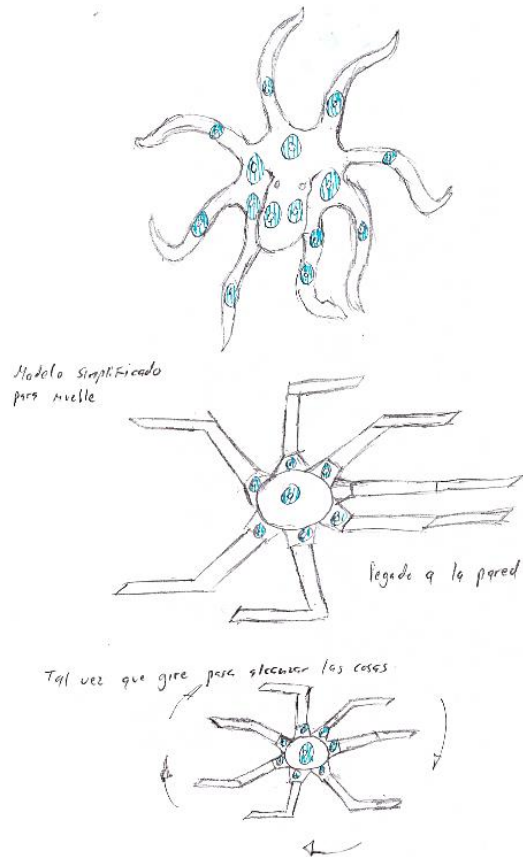 Modelo simplificado
para mueble
Pegado a la pared
Tal vez que gire para alcanzar las cosas